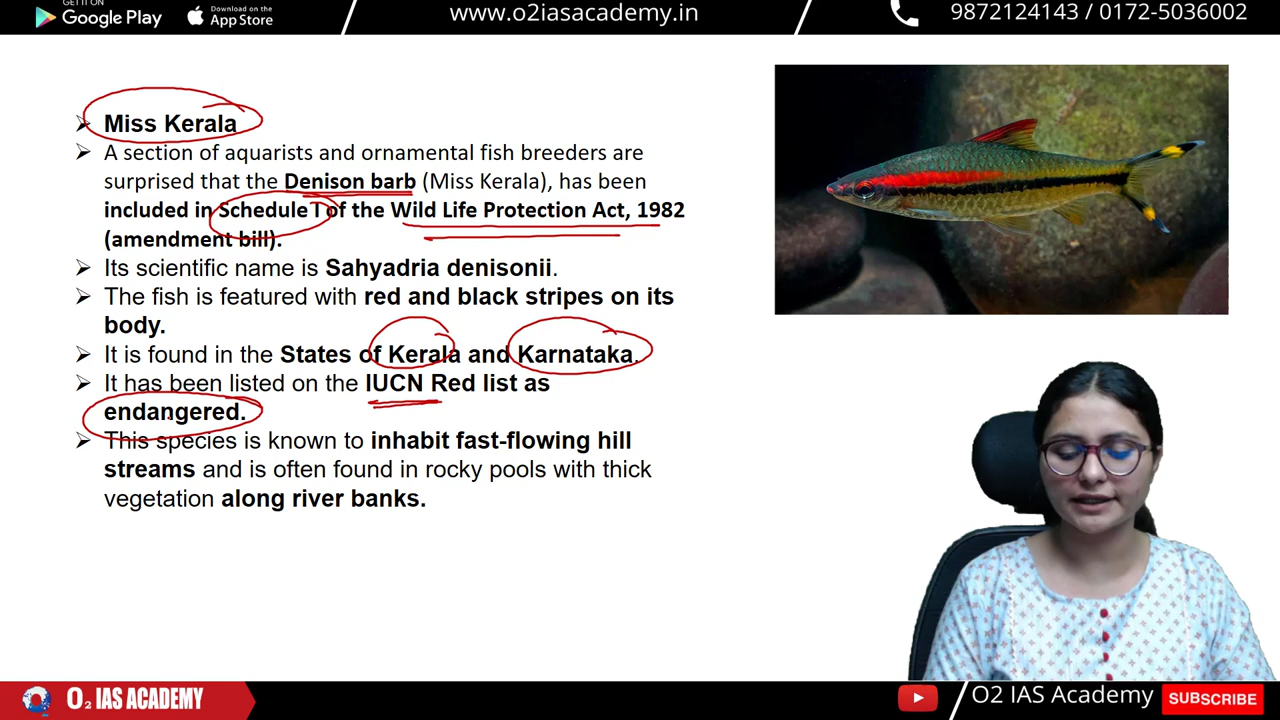 GET IT ON
Google Play
Download on the
App Store
www.o2iasacademy.in
9872124143 / 0172-5036002
Miss Kerala
A section of aquarists and ornamental fish breeders are
surprised that the Denison barb (Miss Kerala), has been
included in Schedule I of the Wild Life Protection Act, 1982
(amendment bill).
Its scientific name is Sahyadria denisonii.
The fish is featured with red and black stripes on its
body.
It is found in the States of Kerala and Karnataka.
It has been listed on the IUCN Red list as
endangered.
This species is known to inhabit fast-flowing hill
streams and is often found in rocky pools with thick
vegetation along river banks.
O2 IAS ACADEMY
O2 IAS Academy
SUBSCRIBE